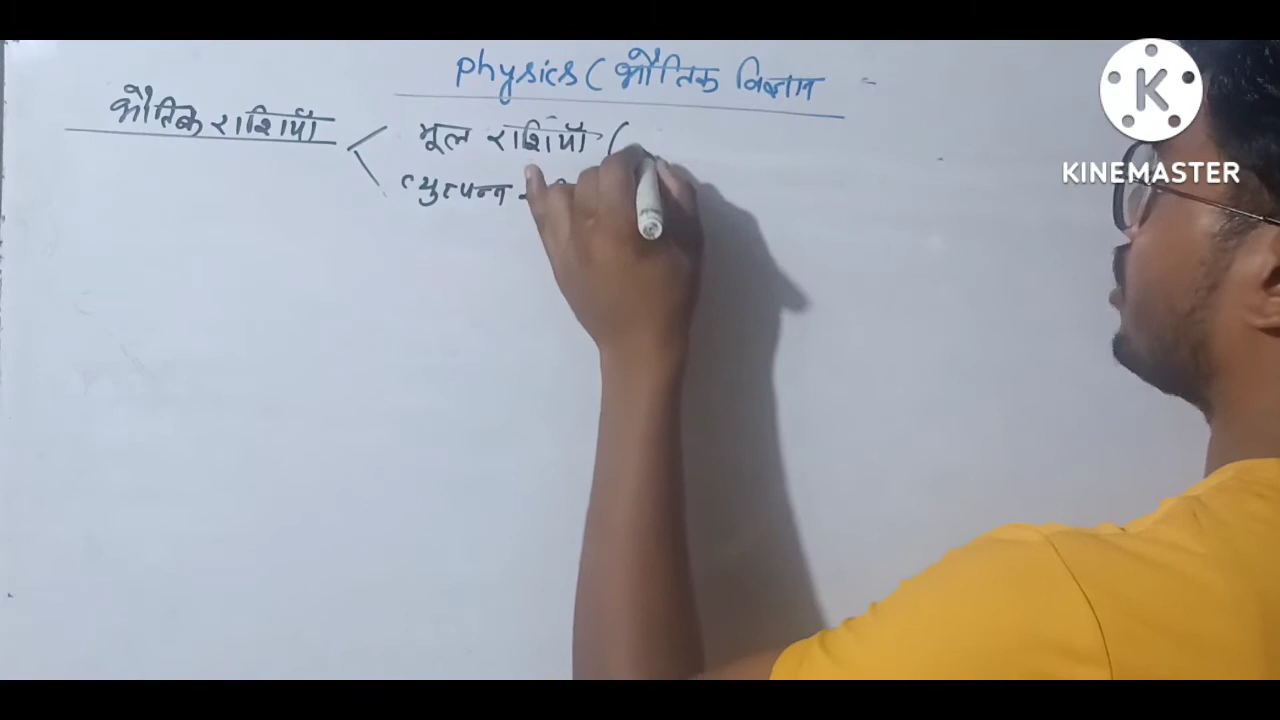 Physics ( भौतिक विज्ञान
भौतिक राशियाँ
मूल राशियाँ (
व्युत्पन्न
K
KINEMASTER